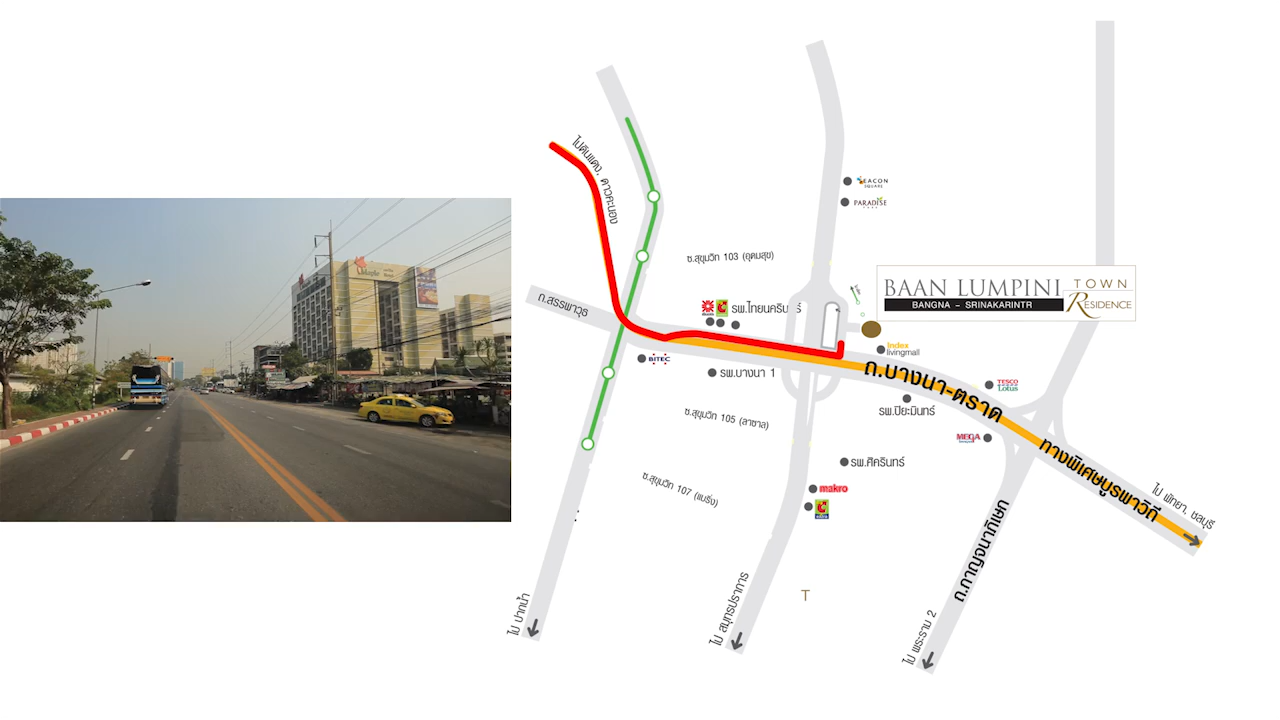 Maple
ไปดินแดง, ดาวคะนอง
BEACON
SQUARE
PARADISE
PARK
ซ.สุขุมวิท 103 (อุดมสุข)
BAAN LUMPINI TOWN
BANGNA – SRINAKARINTR RESIDENCE
ถ.สรรพาวุธ
รพ.ไทยนครินทร์
Index
livingmall
BITEC
รพ.บางนา 1
ถ.บางนา-ตราด
TESCO
Lotus
รพ.ปิยะมินทร์
ซ.สุขุมวิท 105 (ลาซาล)
MEGA
ทางพิเศษบูรพาวิถี
รพ.ศิครินทร์
ซ.สุขุมวิท 107 (แบริ่ง)
makro
ไป พัทยา, ชลบุรี
ถ.กาญจนาภิเษก
T
ไป ปากน้ำ
ไป สมุทรปราการ
ไป พระราม 2